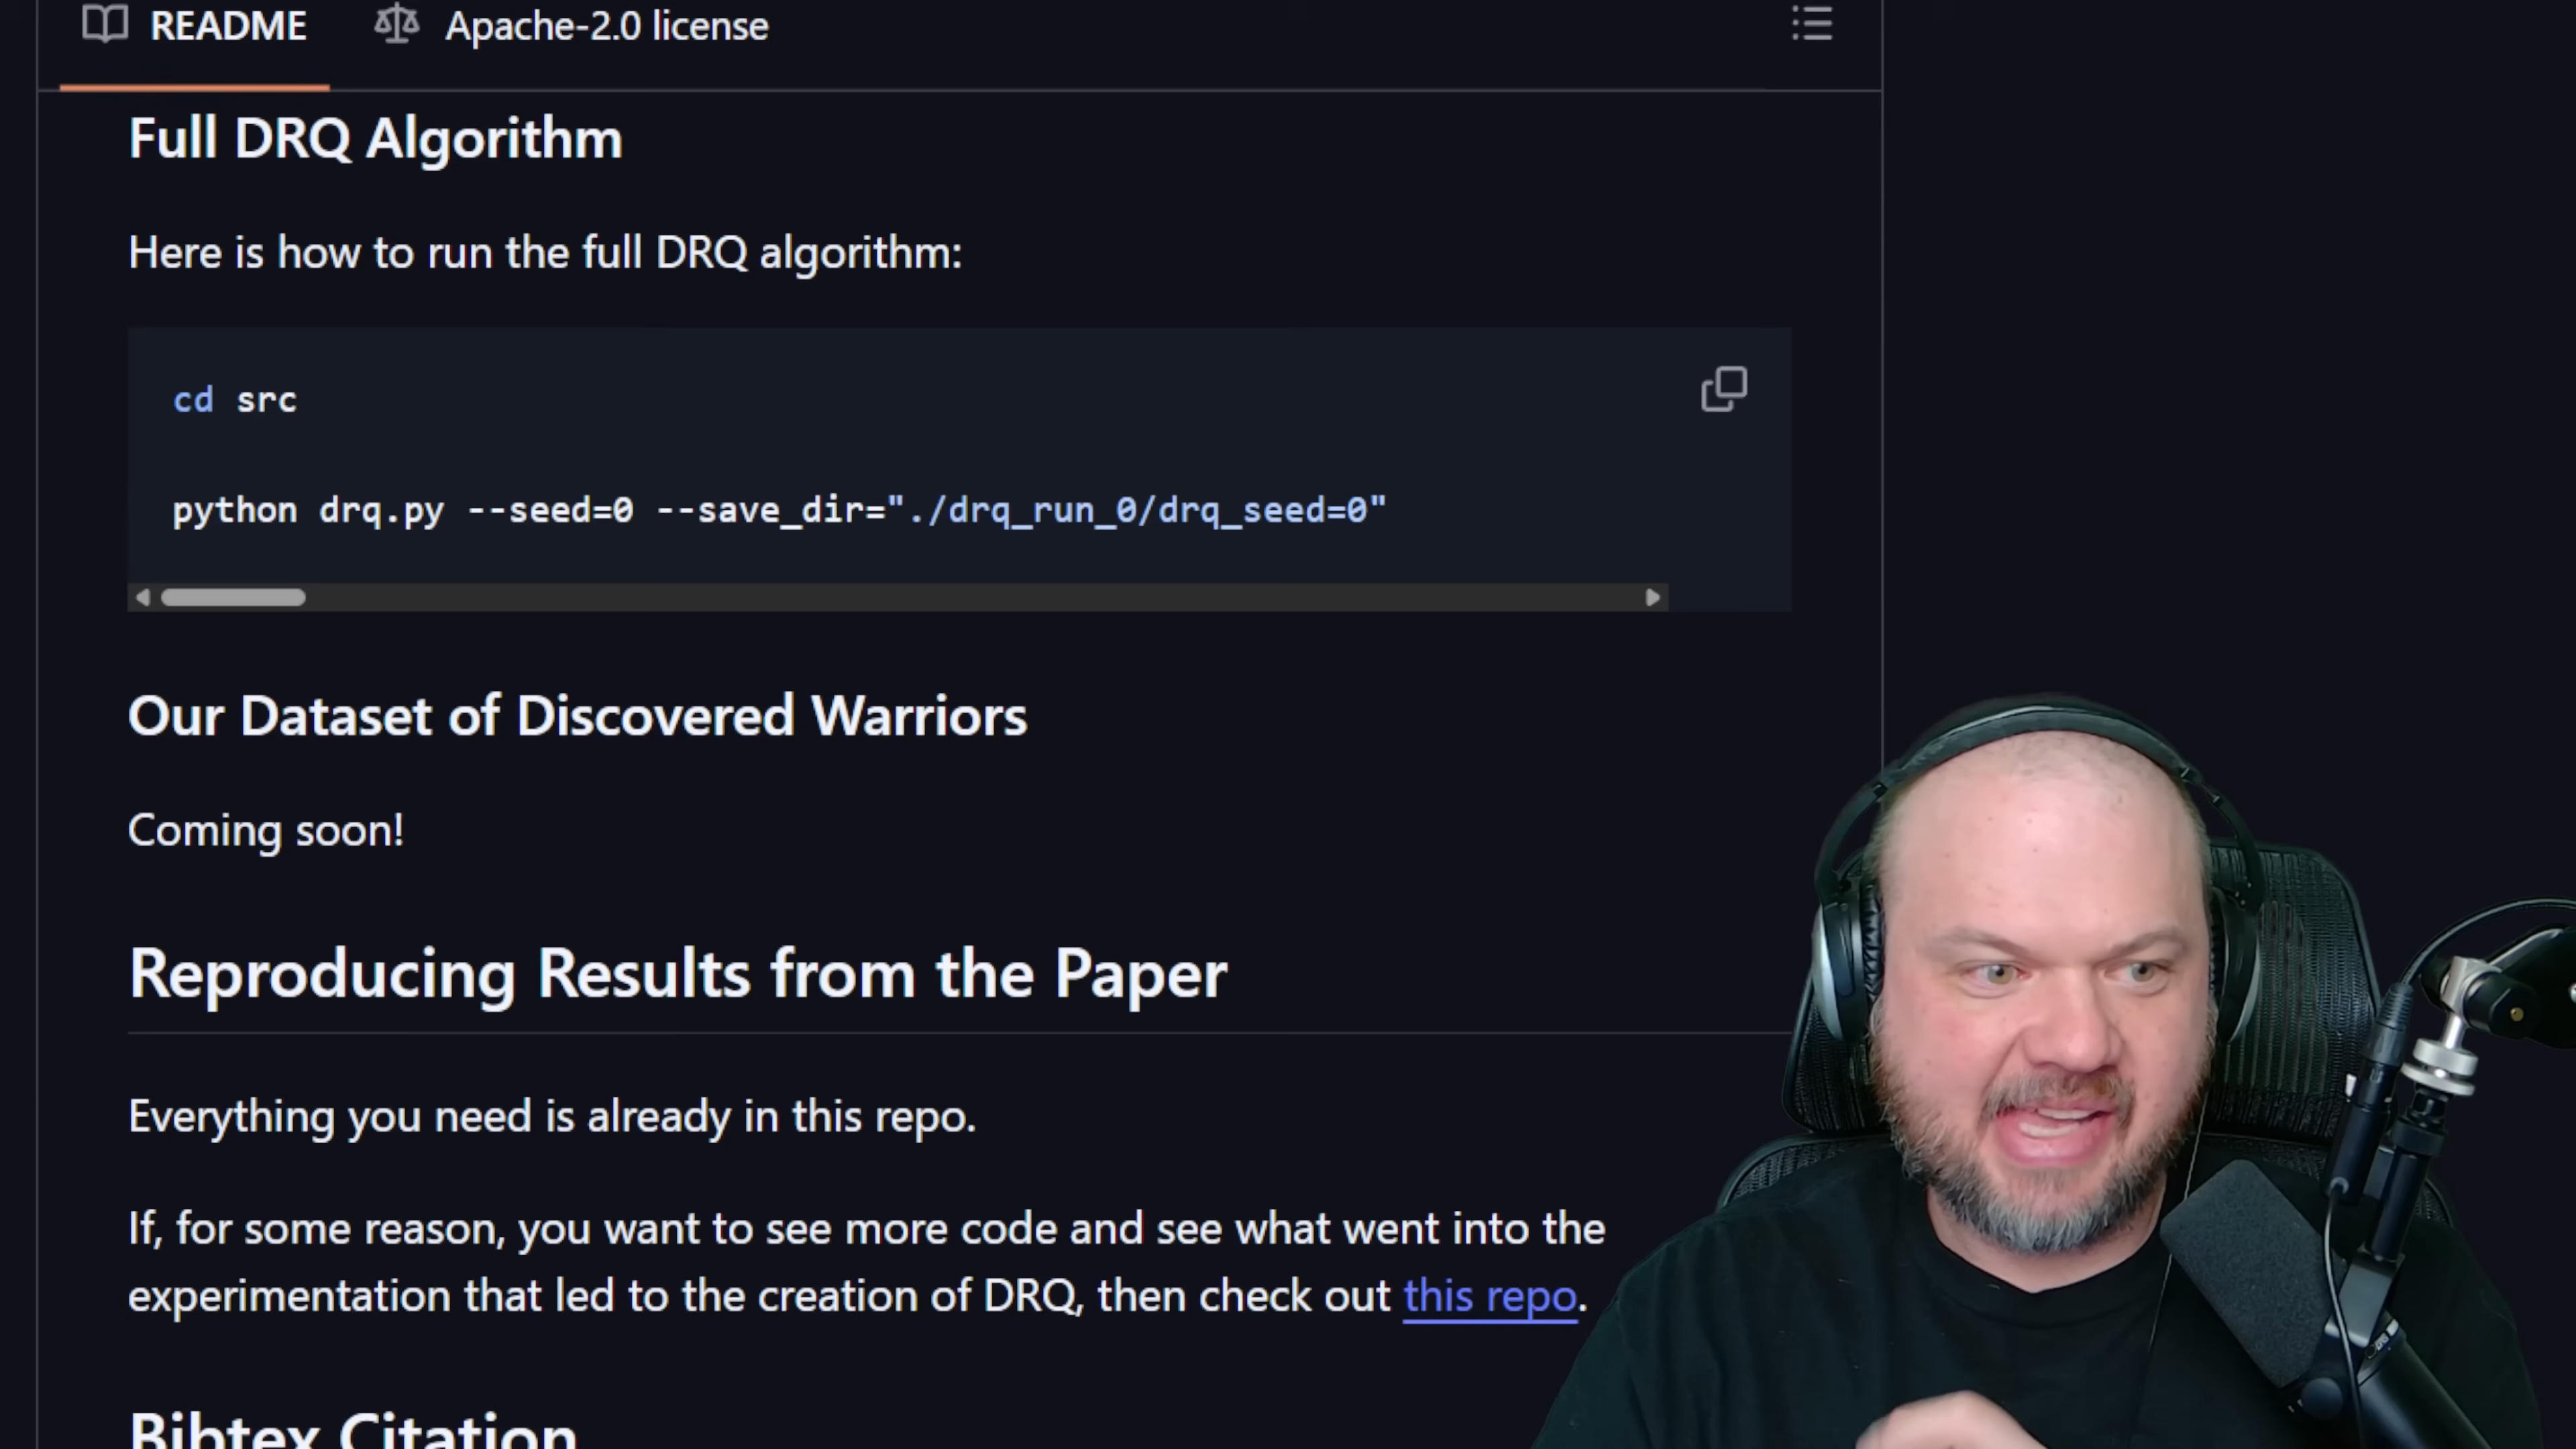 README
Apache-2.0 license
Full DRQ Algorithm
Here is how to run the full DRQ algorithm:
cd src
python drq.py --seed=0 --save_dir="./drq_run_0/drq_seed=0"
Our Dataset of Discovered Warriors
Coming soon!
Reproducing Results from the Paper
Everything you need is already in this repo.
If, for some reason, you want to see more code and see what went into the
experimentation that led to the creation of DRQ, then check out this repo.
Bibtex Citation